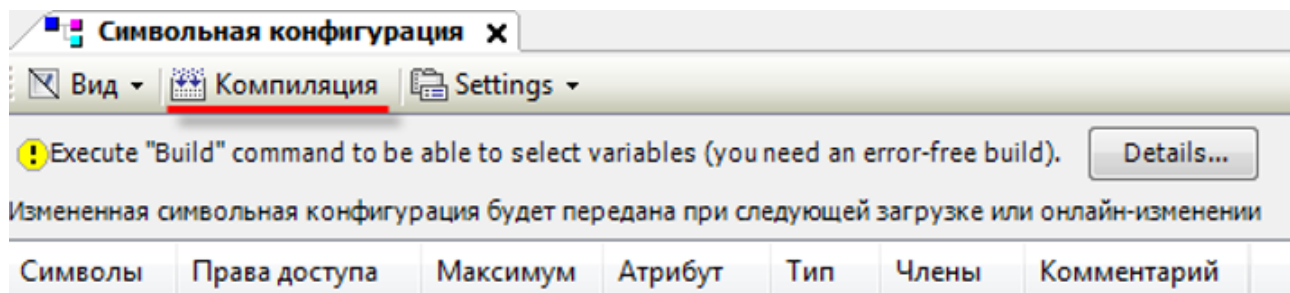 Символьная конфигурация
Вид Компиляция Settings
Execute "Build" command to be able to select variables (you need an error-free build). Details...
Измененная символьная конфигурация будет передана при следующей загрузке или онлайн-изменении
Символы Права доступа Максимум Атрибут Тип Члены Комментарий